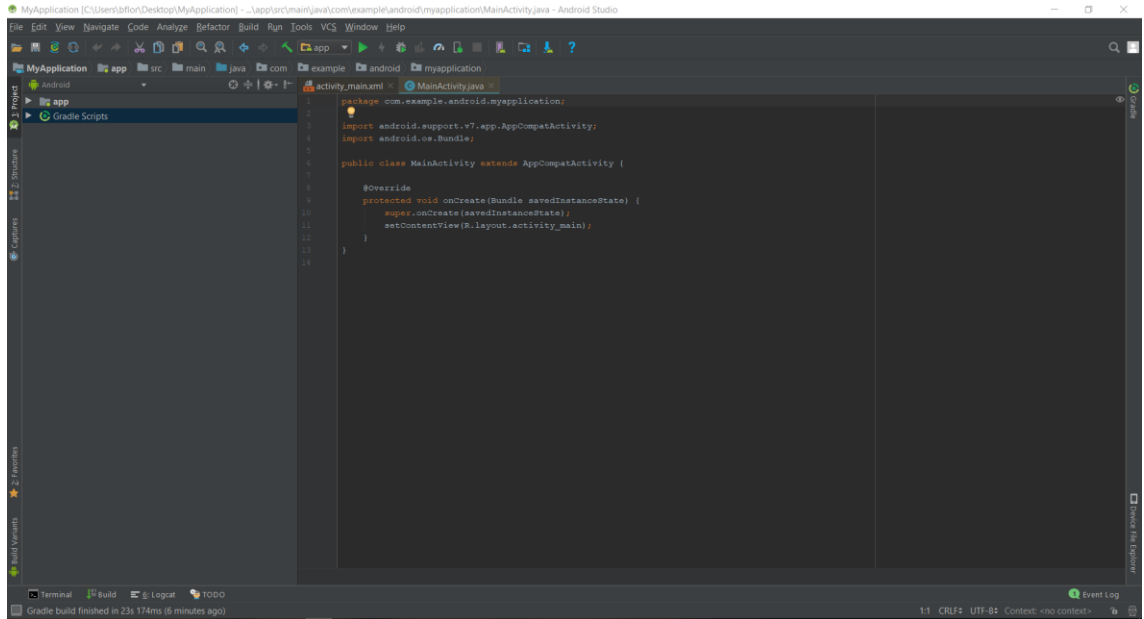 MyApplication [C:\Users\bflor\Desktop\MyApplication] - ...\app\src\main\java\com\example\android\myapplication\MainActivity.java - Android Studio
File Edit View Navigate Code Analyze Refactor Build Run Tools VCS Window Help
app
MyApplication app src main java com example android myapplication
Android
activity_main.xml MainActivity.java
1: Project
app
Gradle Scripts
Gradle
Z: Structure
Captures
2: Favorites
Build Variants
Device File Explorer
1 package com.example.android.myapplication;
2
3 import android.support.v7.app.AppCompatActivity;
4 import android.os.Bundle;
5
6 public class MainActivity extends AppCompatActivity {
7
8 @Override
9 protected void onCreate(Bundle savedInstanceState) {
10 super.onCreate(savedInstanceState);
11 setContentView(R.layout.activity_main);
12 }
13 }
14
Terminal Build 6: Logcat TODO
1 Event Log
Gradle build finished in 23s 174ms (6 minutes ago)
1:1 CRLF UTF-8 Context: <no context>